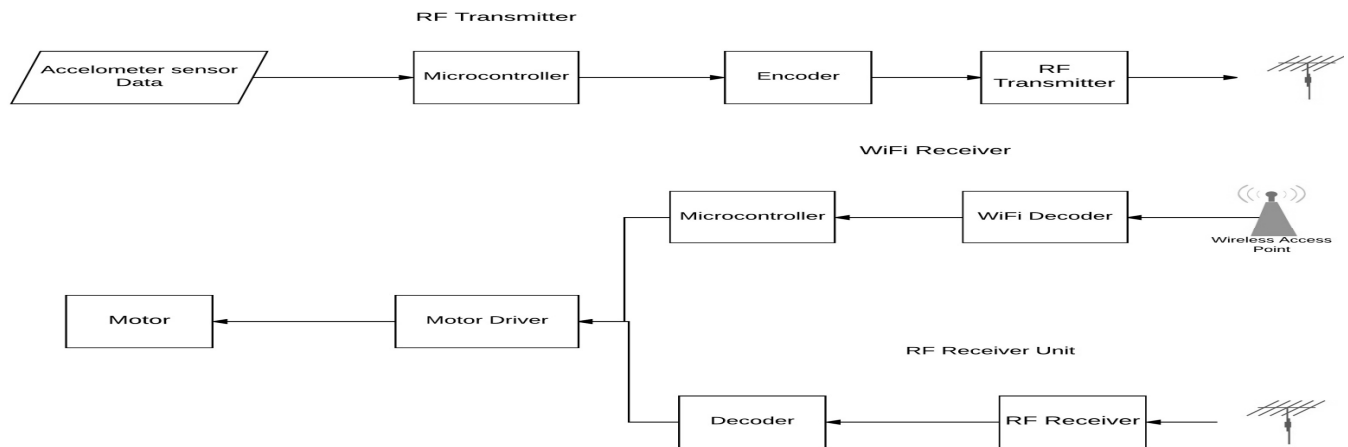 RF Transmitter
Accelometer sensor
Data
Microcontroller
Encoder
RF
Transmitter
WiFi Receiver
Microcontroller
WiFi Decoder
Wireless Access
Point
Motor
Motor Driver
RF Receiver Unit
Decoder
RF Receiver